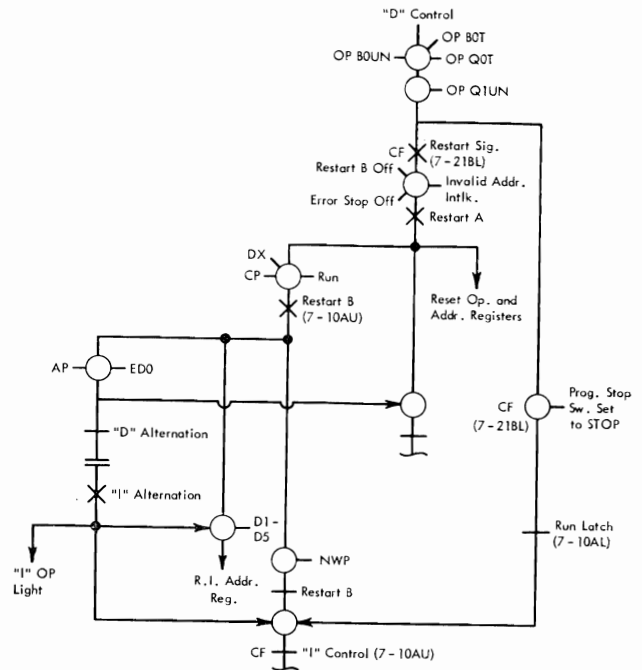 "D" Control
OP B0T
OP B0UN
OP Q0T
OP Q1UN
CF
Restart Sig.
(7-21BL)
Restart B Off
Invalid Addr.
Intlk.
Error Stop Off
Restart A
DX
CP
Run
Reset Op. and
Addr. Registers
Restart B
(7-10AU)
AP
ED0
"D" Alternation
CF
(7-21BL)
Prog. Stop
Sw. Set
to STOP
"I" Alternation
"I" OP
Light
D1-
D5
R.I. Addr.
Reg.
Run Latch
(7-10AL)
NWP
Restart B
CF
"I" Control (7-10AU)